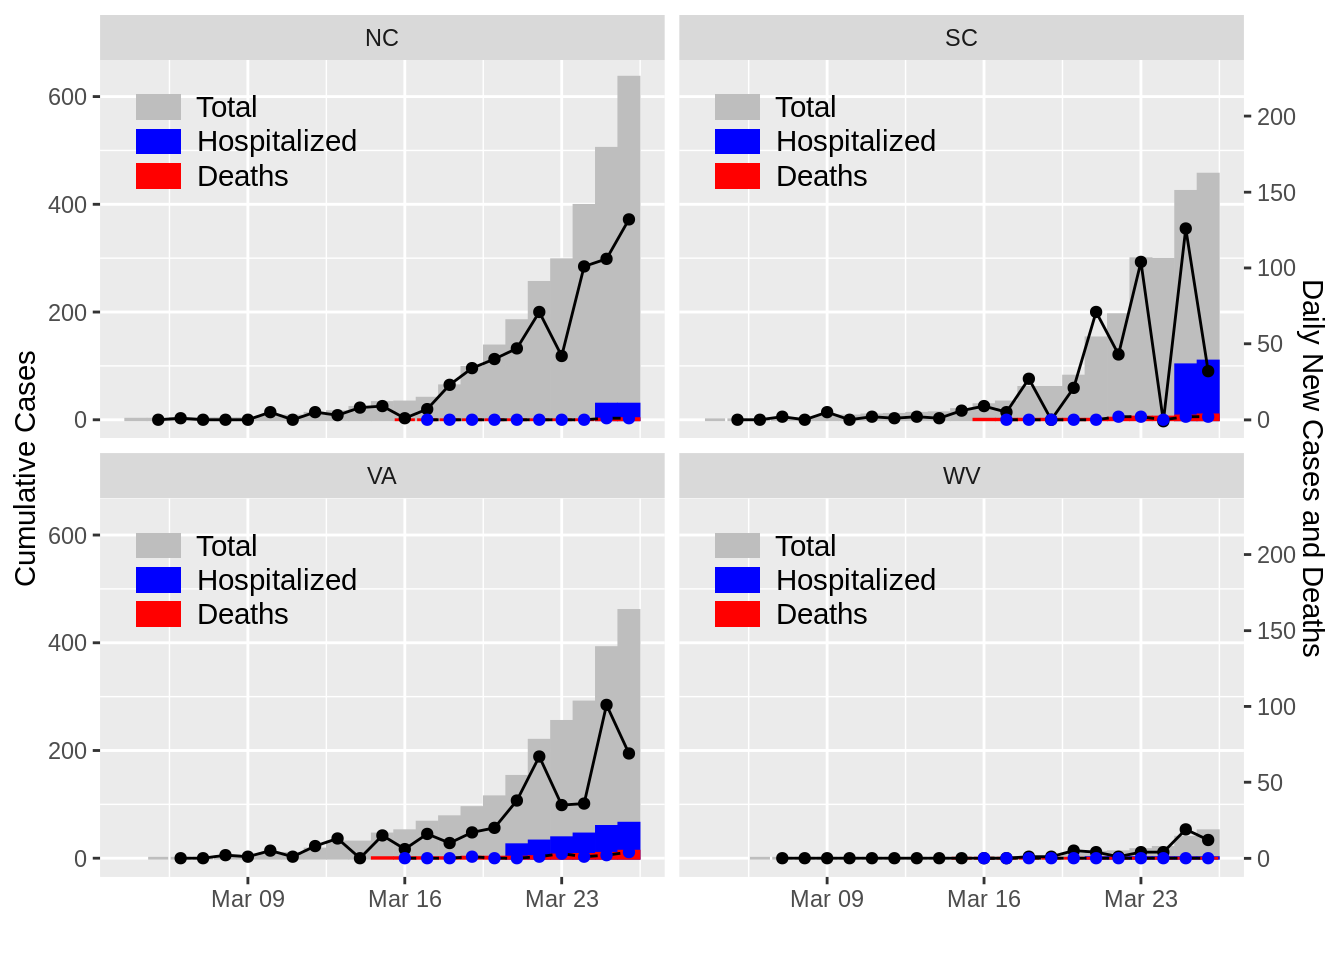 NC
SC
Total
Hospitalized
Deaths
Total
Hospitalized
Deaths
600
400
200
0
200
150
100
50
0
Cumulative Cases
Daily New Cases and Deaths
VA
WV
Total
Hospitalized
Deaths
Total
Hospitalized
Deaths
600
400
200
0
200
150
100
50
0
Mar 09
Mar 16
Mar 23
Mar 09
Mar 16
Mar 23